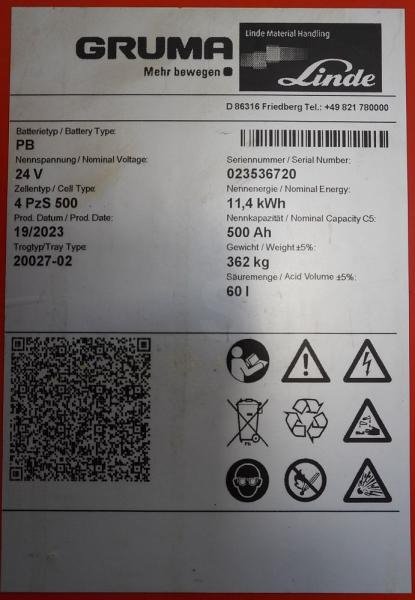 GRUMA
Mehr bewegen
Linde Material Handling
Linde
D 86316 Friedberg Tel.: +49 821 780000
Batterietyp / Battery Type:
PB
Nennspannung / Nominal Voltage:
24 V
Zellentyp / Cell Type:
4 PzS 500
Prod. Datum / Prod. Date:
19/2023
Trogtyp/Tray Type:
20027-02
Seriennummer / Serial Number:
023536720
Nennenergie / Nominal Energy:
11,4 kWh
Nennkapazität / Nominal Capacity C5:
500 Ah
Gewicht / Weight ±5%:
362 kg
Säuremenge / Acid Volume ±5%:
60 l
Pb